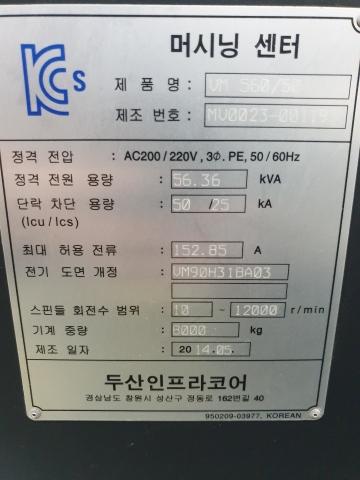 KCs
머시닝 센터
제 품 명 : VM S60/50
제조 번호 : MV0023-00119
정격 전압 : AC200/220V, 3Φ. PE, 50/60Hz
정격 전원 용량 : 56.36 kVA
단락 차단 용량 : 50 /25 kA
(Icu/Ics)
최대 허용 전류 : 152.85 A
전기 도면 개정 : VM90H31BA03
스핀들 회전수 범위 : 10 ~ 12000 r/min
기계 중량 : 8000 kg
제조 일자 : 2014.05.
두산인프라코어
경상남도 창원시 성산구 정동로 162번길 40
950209-03977, KOREAN